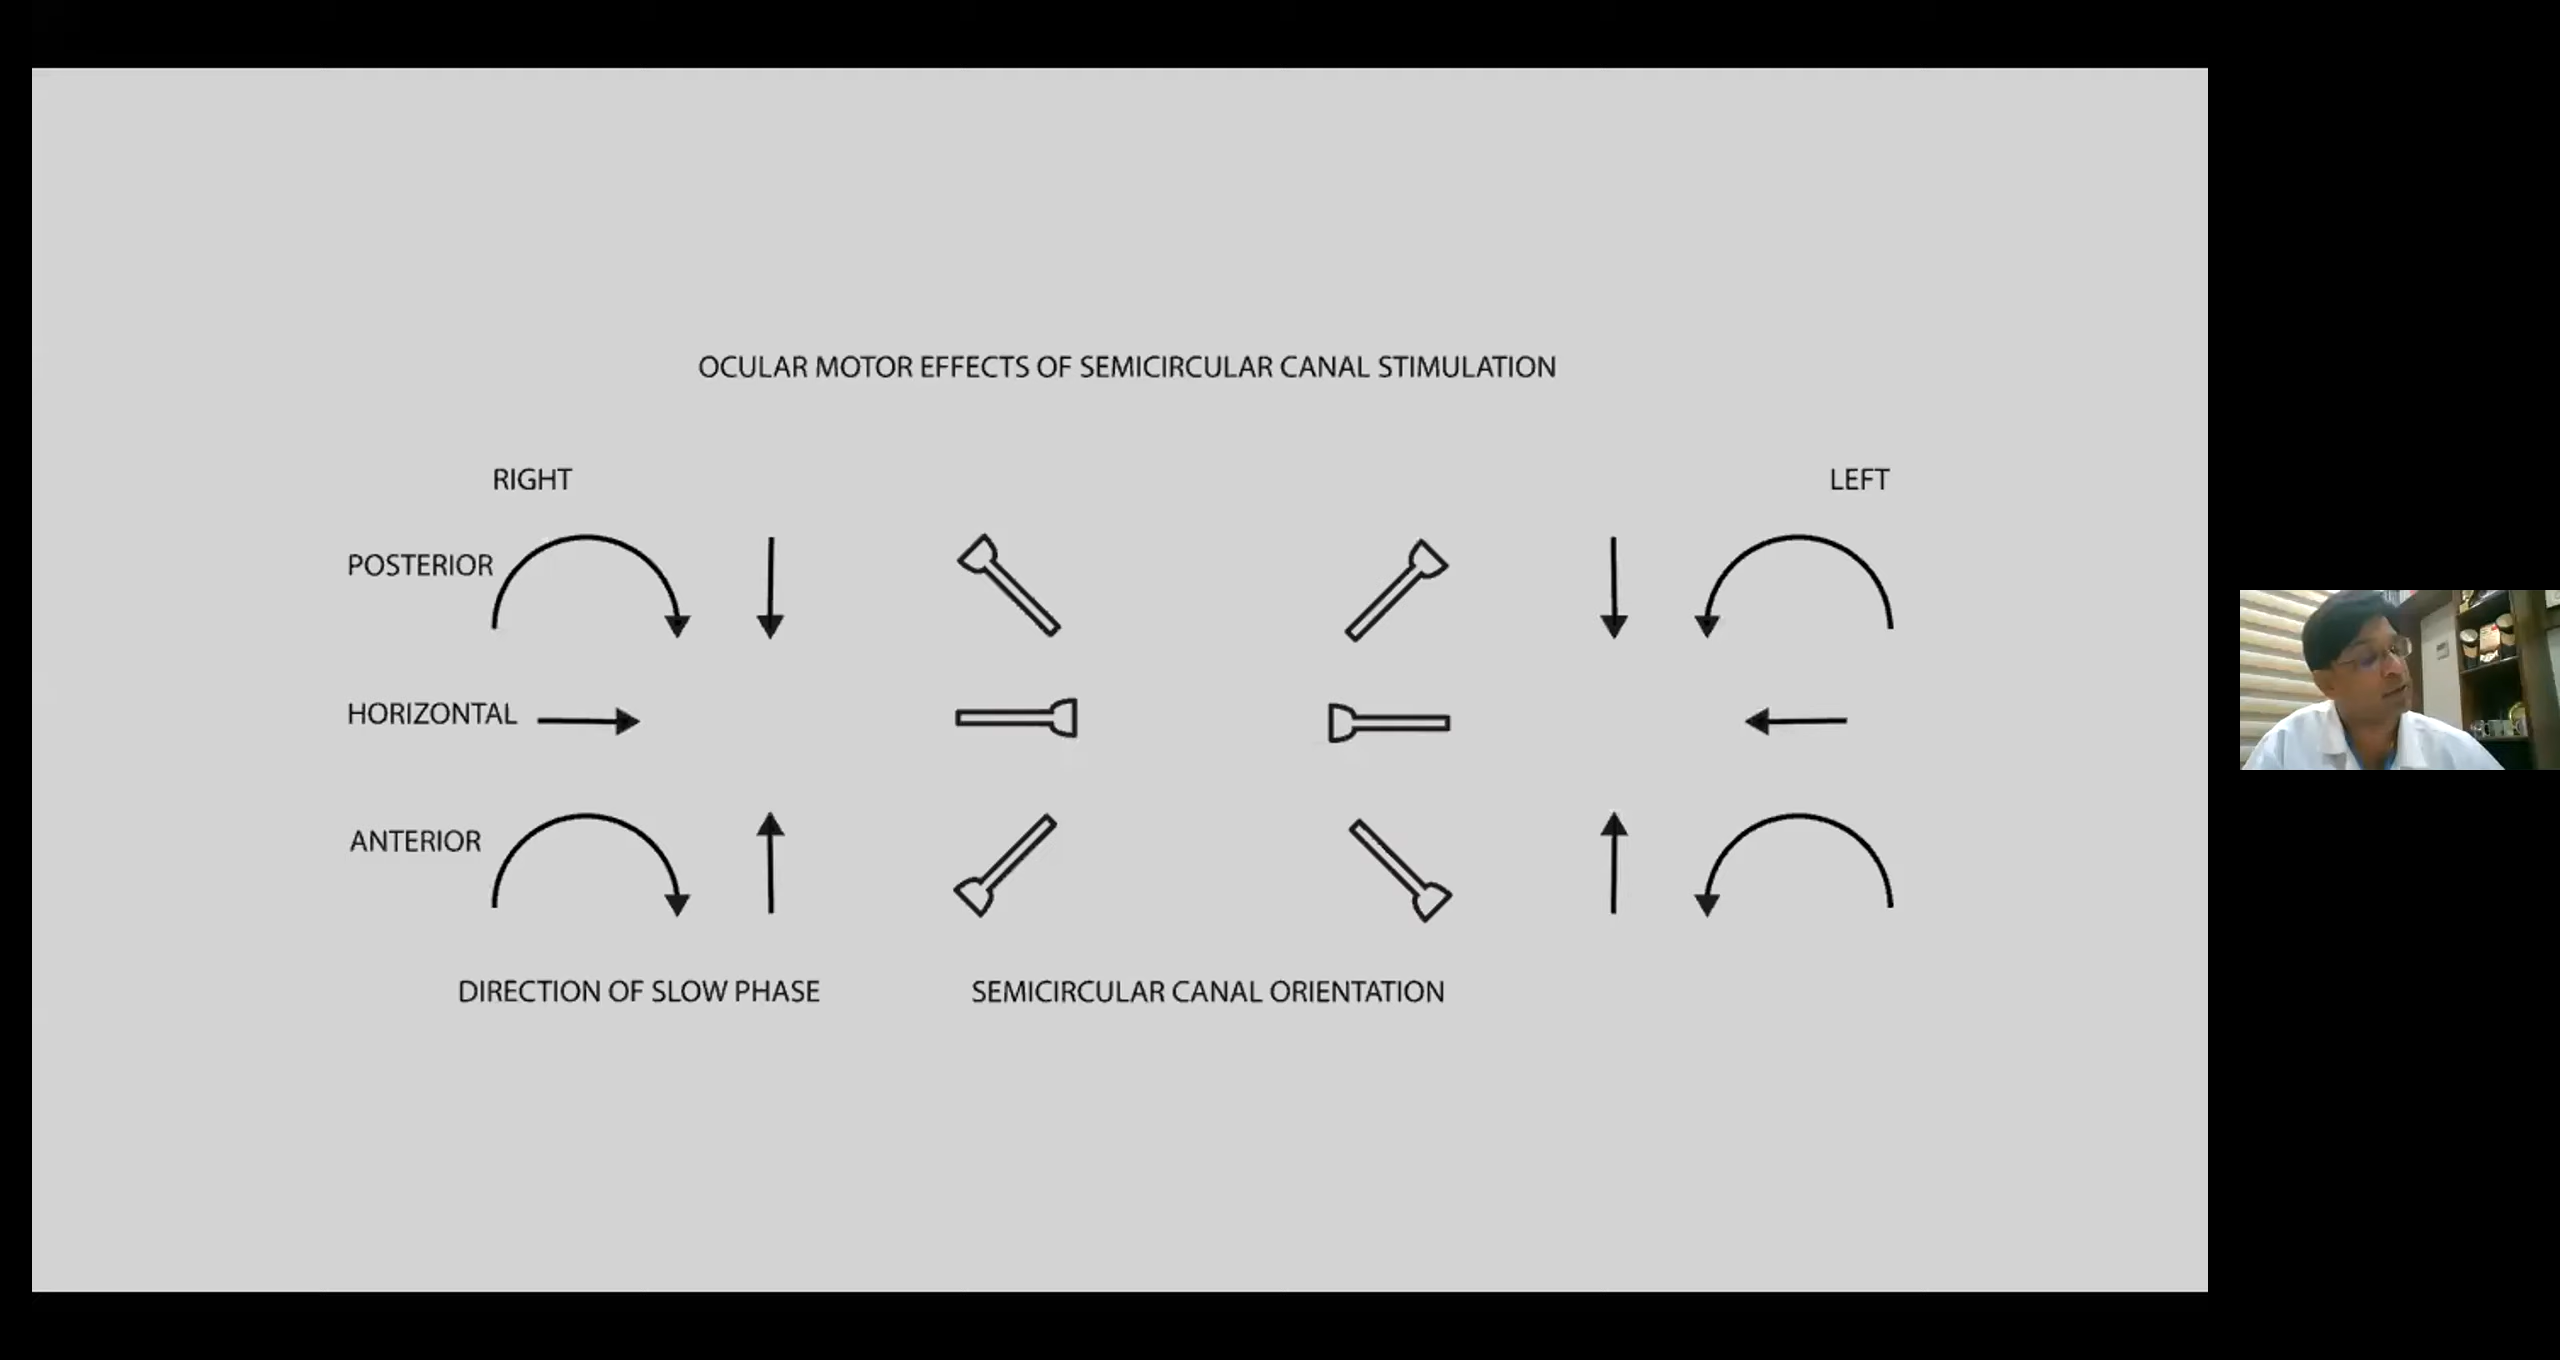 OCULAR MOTOR EFFECTS OF SEMICIRCULAR CANAL STIMULATION
RIGHT
LEFT
POSTERIOR
HORIZONTAL
ANTERIOR
DIRECTION OF SLOW PHASE
SEMICIRCULAR CANAL ORIENTATION